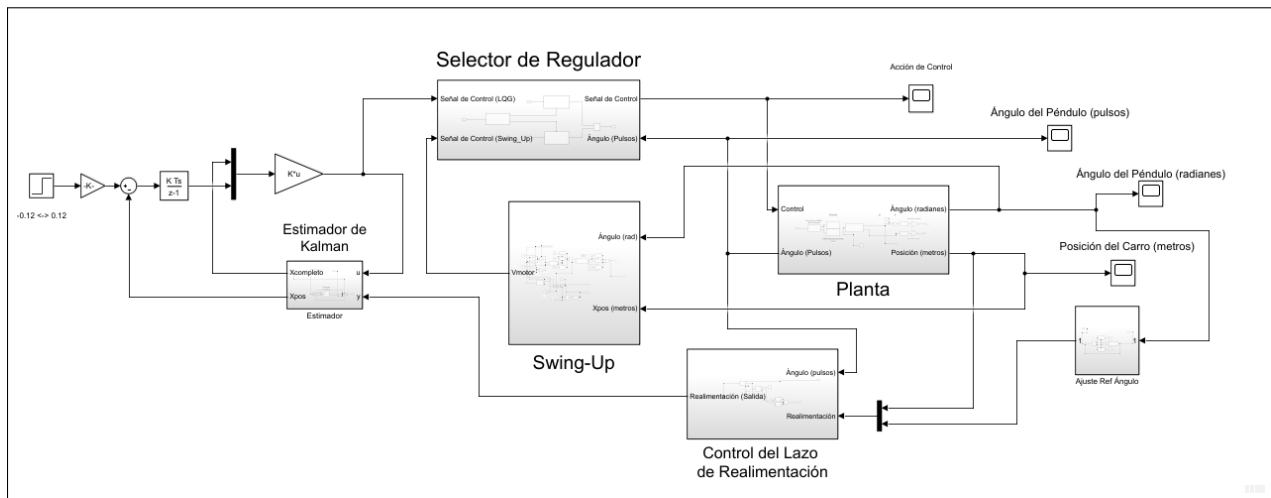 Selector de Regulador
Señal de Control (LQG)
Señal de Control
Señal de Control (Swing_Up)
Ángulo (Pulsos)
Acción de Control
Ángulo del Péndulo (pulsos)
Ángulo del Péndulo (radianes)
Posición del Carro (metros)
-K-
+
-
K Ts
z-1
K*u
-0.12 <-> 0.12
Estimador de
Kalman
Xcompleto
u
Xpos
y
Estimador
Ángulo (rad)
Vmotor
Xpos (metros)
Swing-Up
Control
Ángulo (radianes)
Ángulo (Pulsos)
Posición (metros)
Planta
1
1
Ajuste Ref Ángulo
Ángulo (pulsos)
Realimentación (Salida)
Realimentación
Control del Lazo
de Realimentación